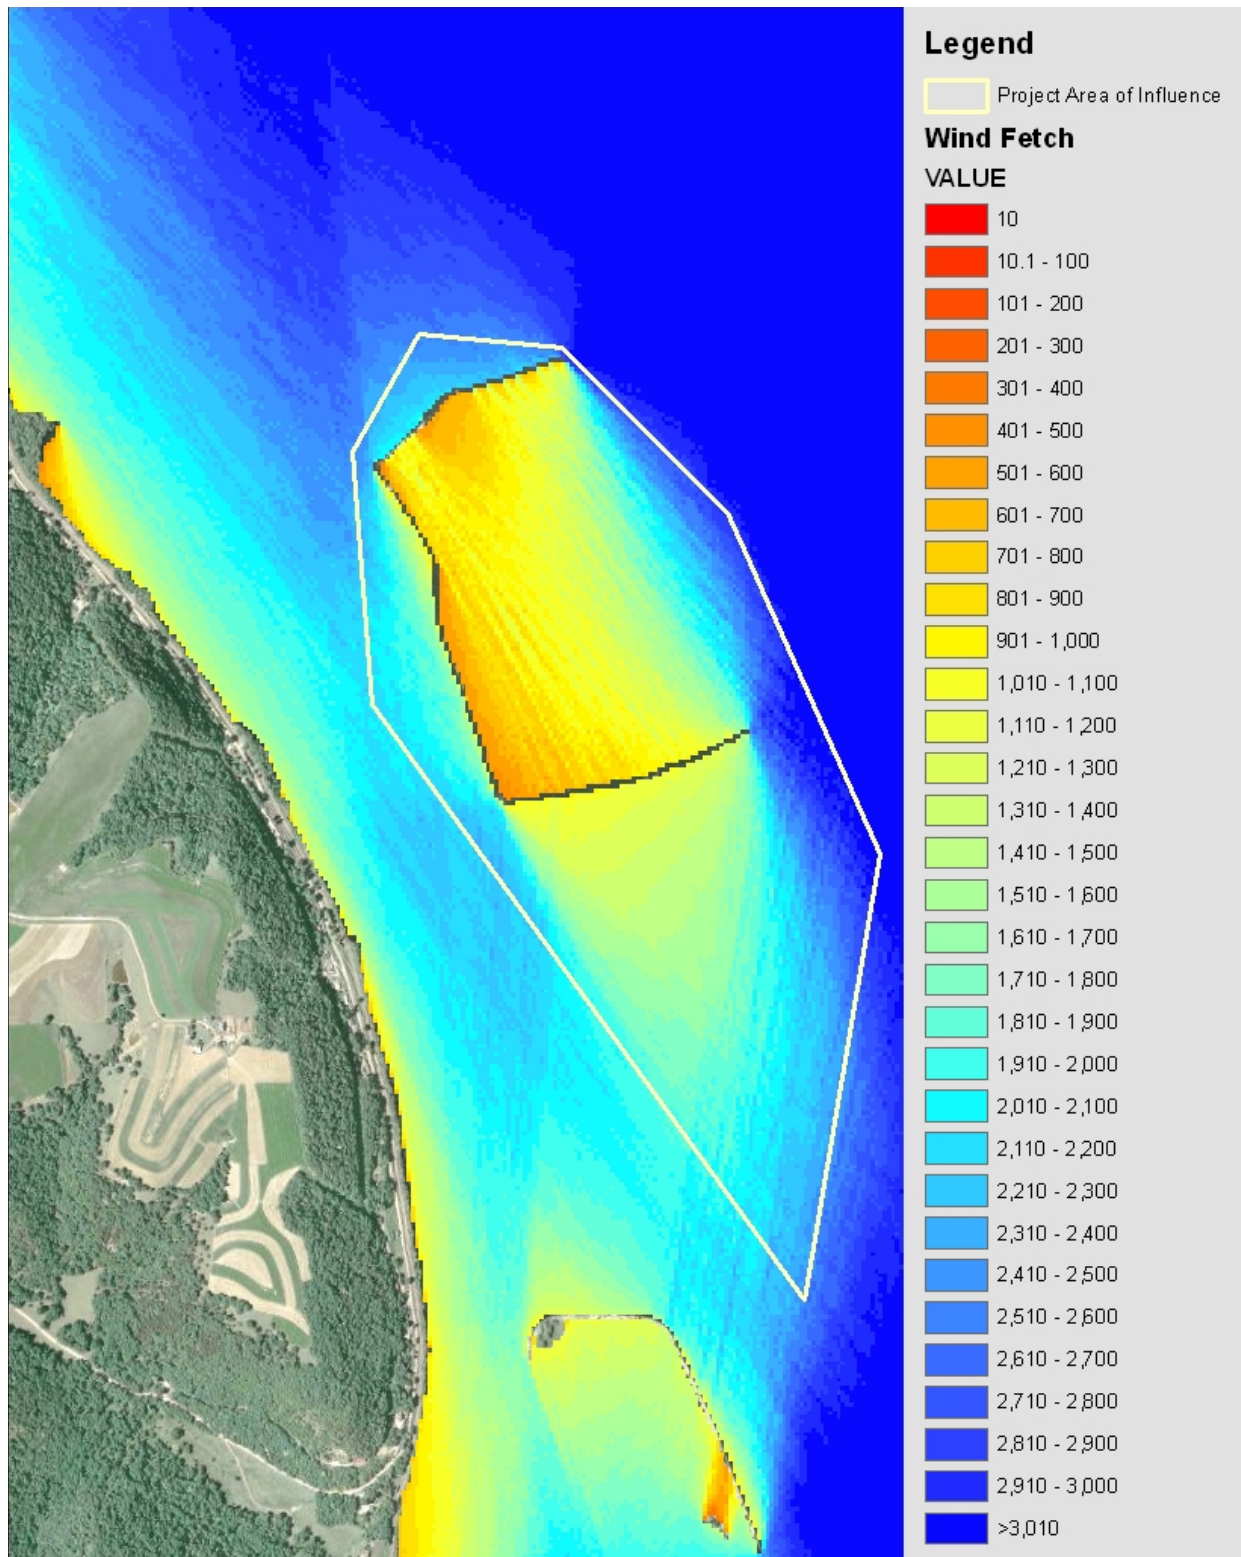 Legend
Project Area of Influence
Wind Fetch
VALUE
10
10.1 - 100
101 - 200
201 - 300
301 - 400
401 - 500
501 - 600
601 - 700
701 - 800
801 - 900
901 - 1,000
1,010 - 1,100
1,110 - 1,200
1,210 - 1,300
1,310 - 1,400
1,410 - 1,500
1,510 - 1,600
1,610 - 1,700
1,710 - 1,800
1,810 - 1,900
1,910 - 2,000
2,010 - 2,100
2,110 - 2,200
2,210 - 2,300
2,310 - 2,400
2,410 - 2,500
2,510 - 2,600
2,610 - 2,700
2,710 - 2,800
2,810 - 2,900
2,910 - 3,000
>3,010